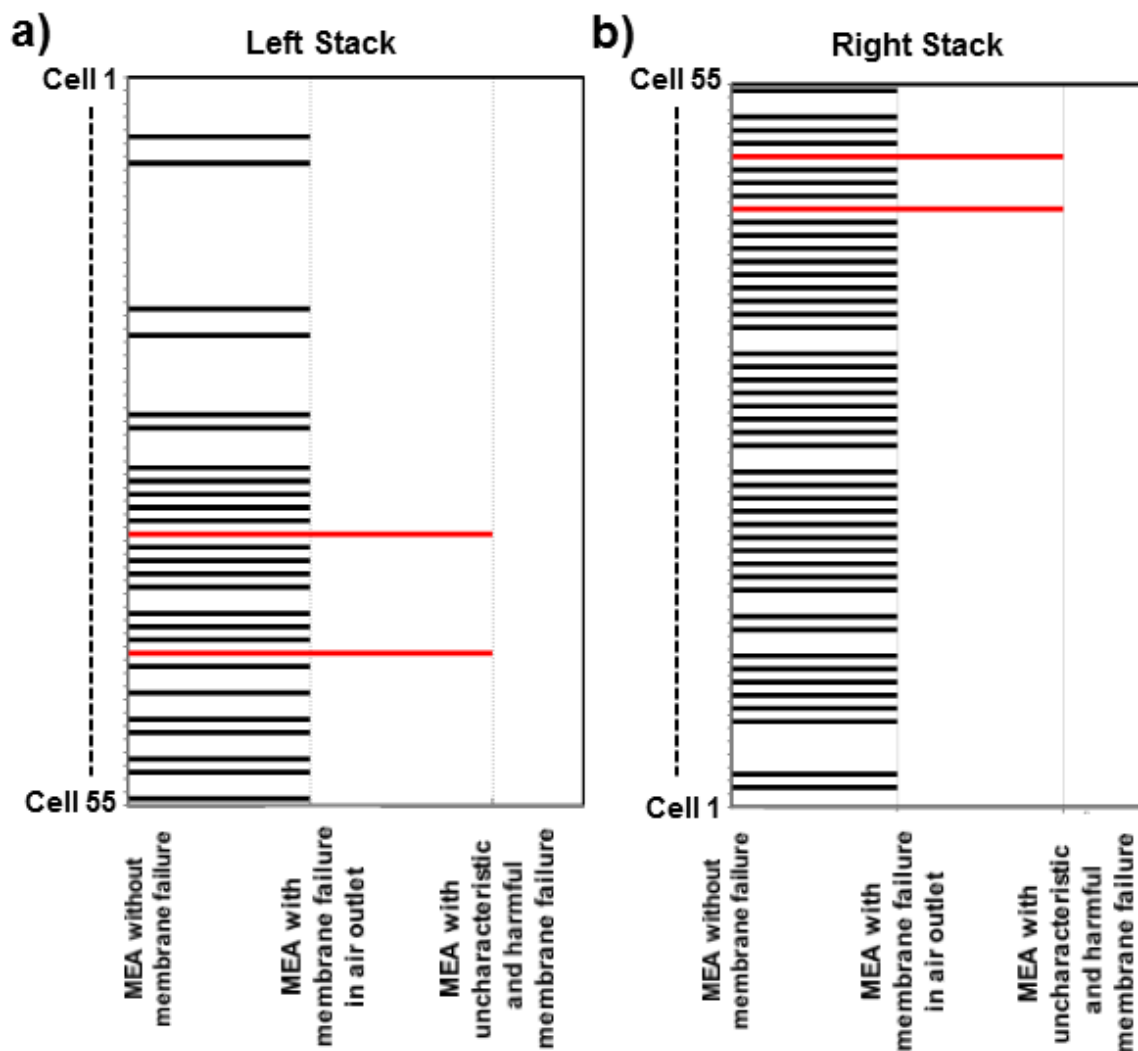 a)
Left Stack
Cell 1
Cell 55
MEA without
membrane failure
MEA with
membrane failure
in air outlet
MEA with
uncharacteristic
and harmful
membrane failure
b)
Right Stack
Cell 55
Cell 1
MEA without
membrane failure
MEA with
membrane failure
in air outlet
MEA with
uncharacteristic
and harmful
membrane failure